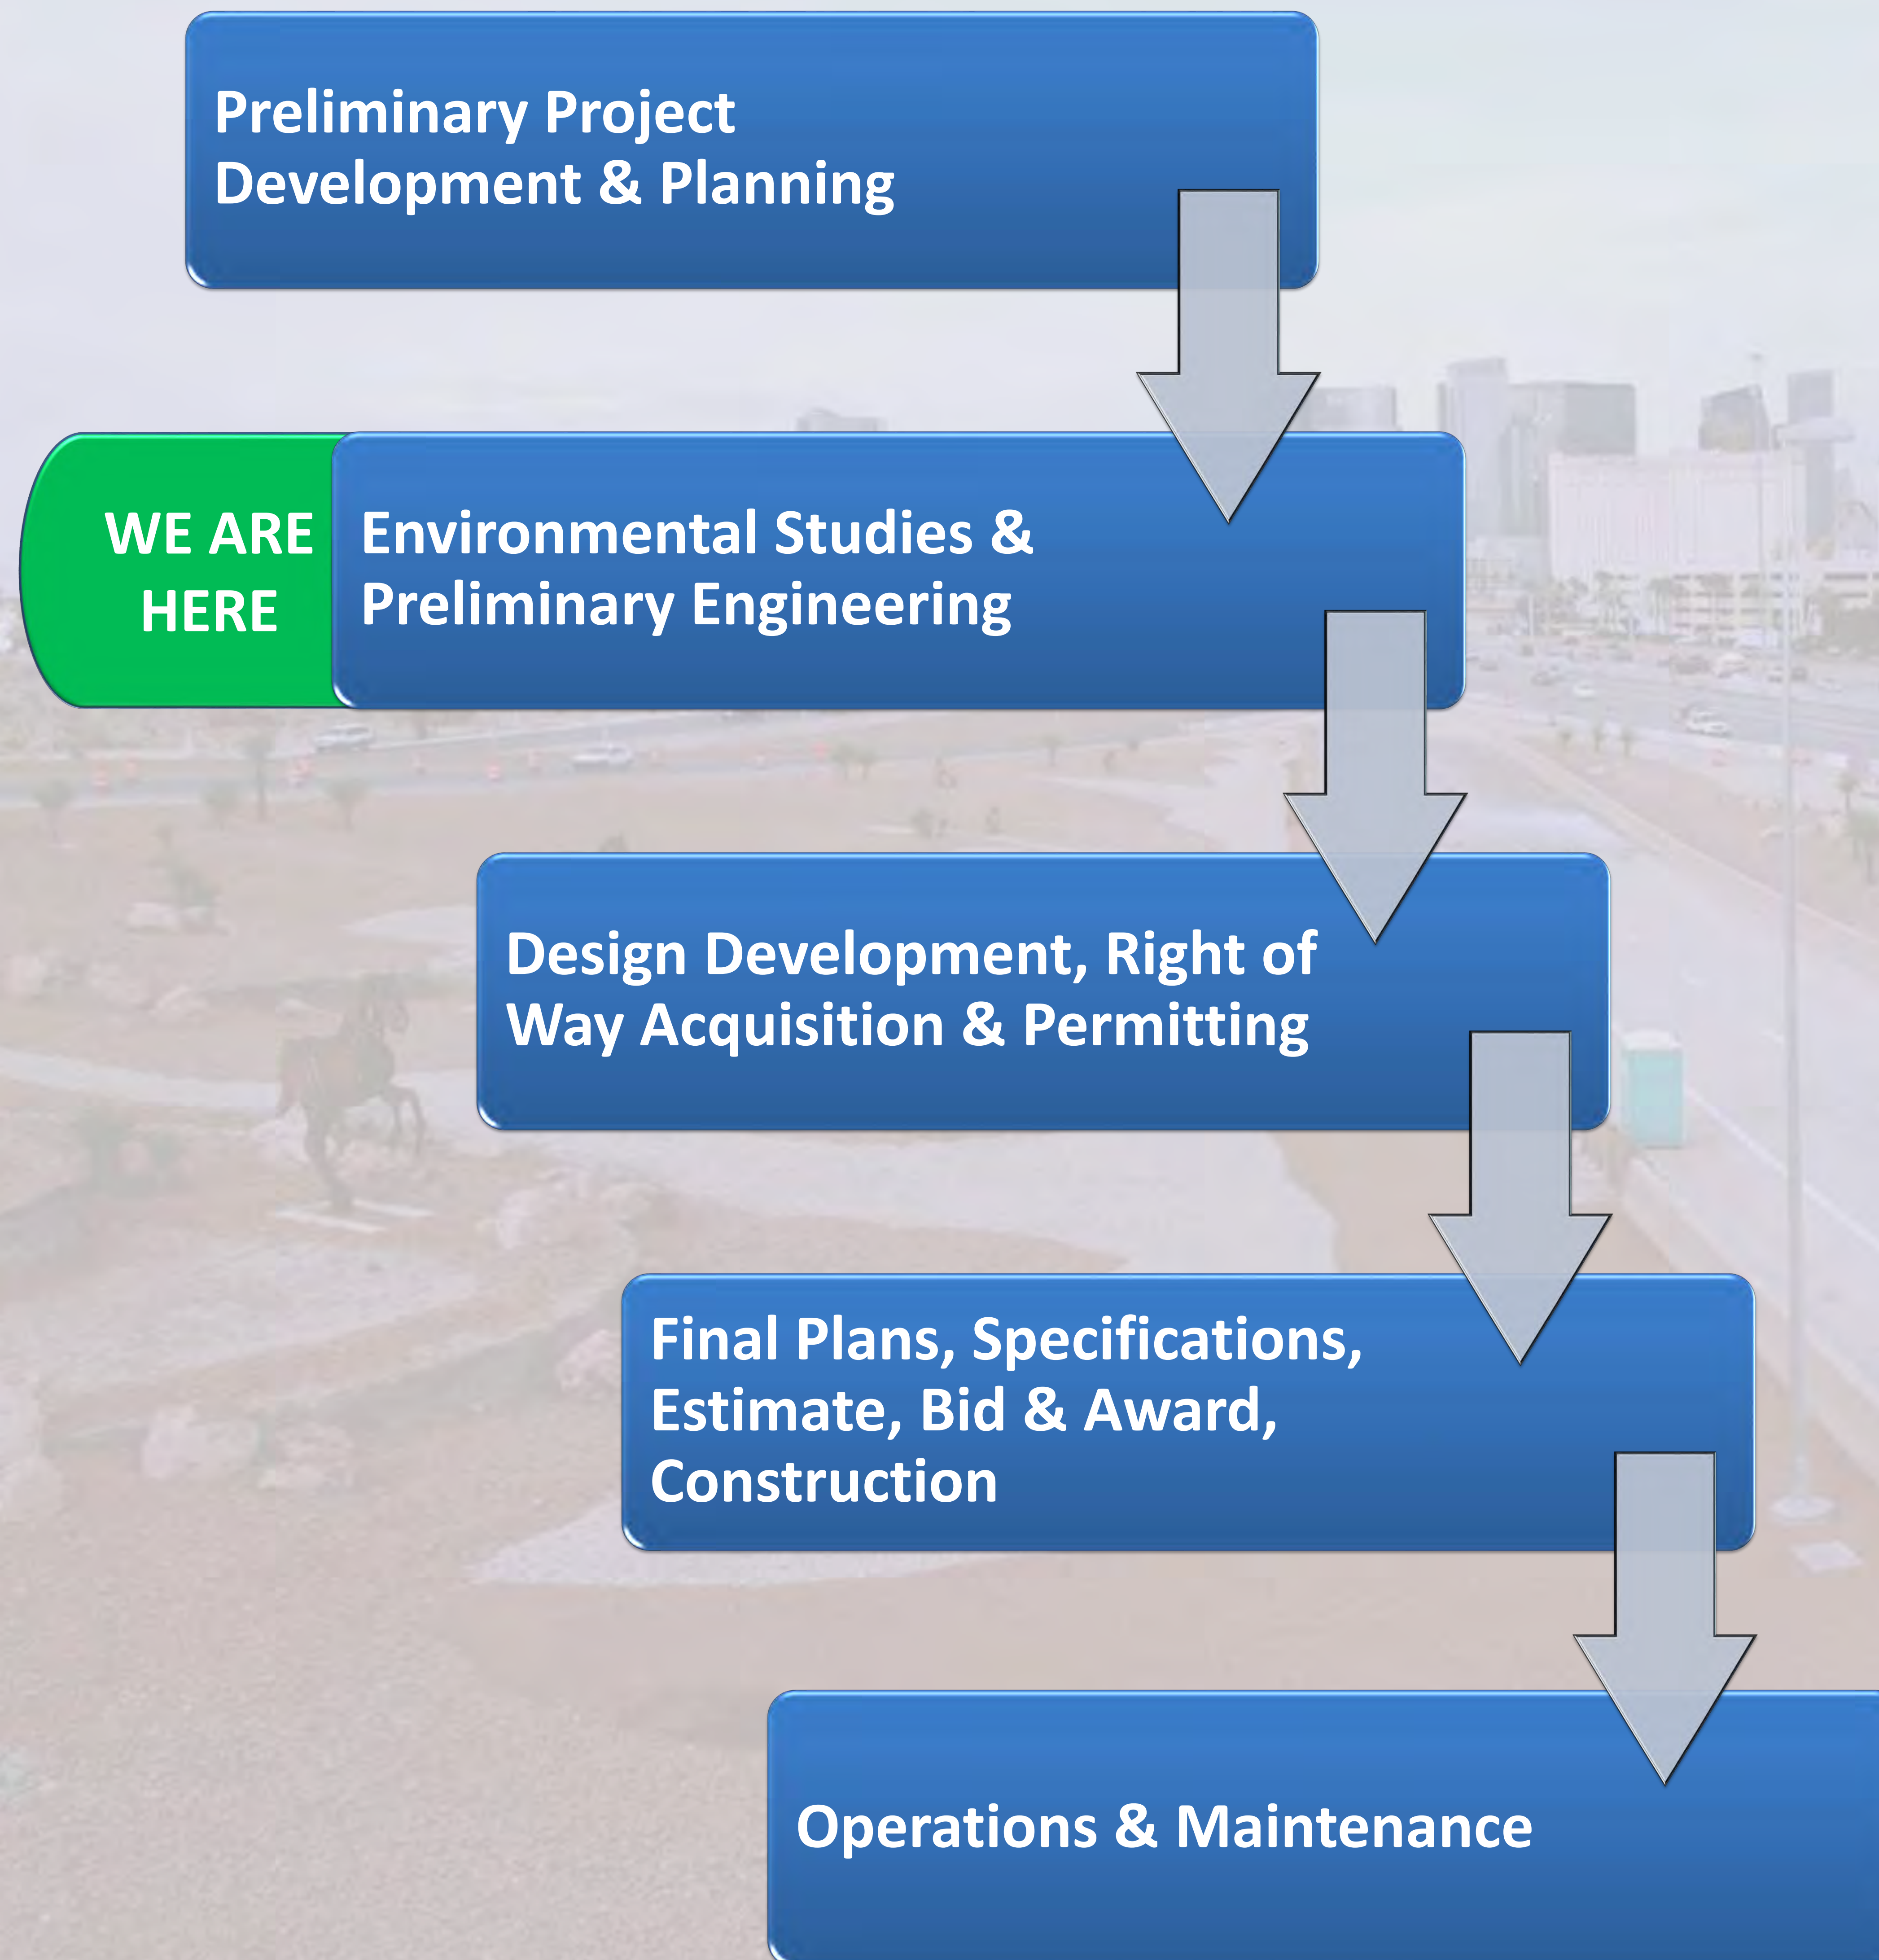 Preliminary Project
Development & Planning
WE ARE
HERE
Environmental Studies &
Preliminary Engineering
Design Development, Right of
Way Acquisition & Permitting
Final Plans, Specifications,
Estimate, Bid & Award,
Construction
Operations & Maintenance